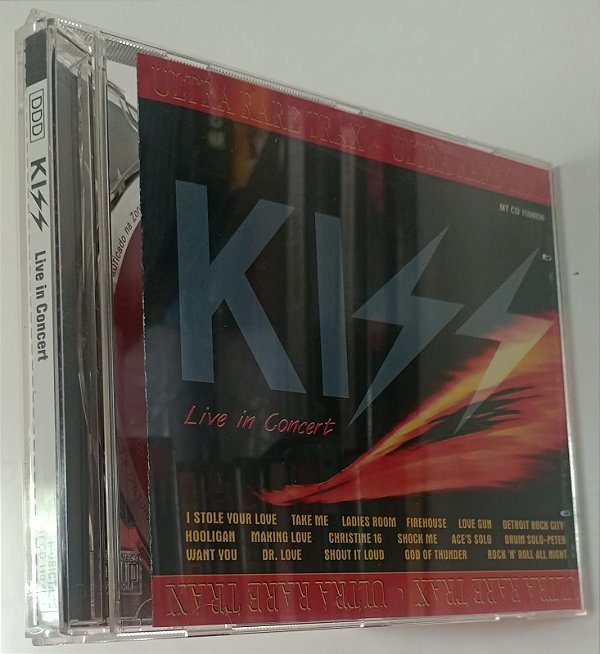 ULTRA RARE TRAX • ULTRA RARE
MT CD
KISS
Live in Concert
I STOLE YOUR LOVE TAKE ME LADIES ROOM FIREHOUSE LOVE GUN DETROIT ROCK CITY
HOOLIGAN MAKING LOVE CHRISTINE 16 SHOCK ME ACE'S SOLO DRUM SOLO-PETER
WANT YOU DR. LOVE SHOUT IT LOUD GOD OF THUNDER ROCK 'N' ROLL ALL NIGHT
ULTRA RARE TRAX • ULTRA RARE TRAX
DDD
KISS Live in Concert
na Zon